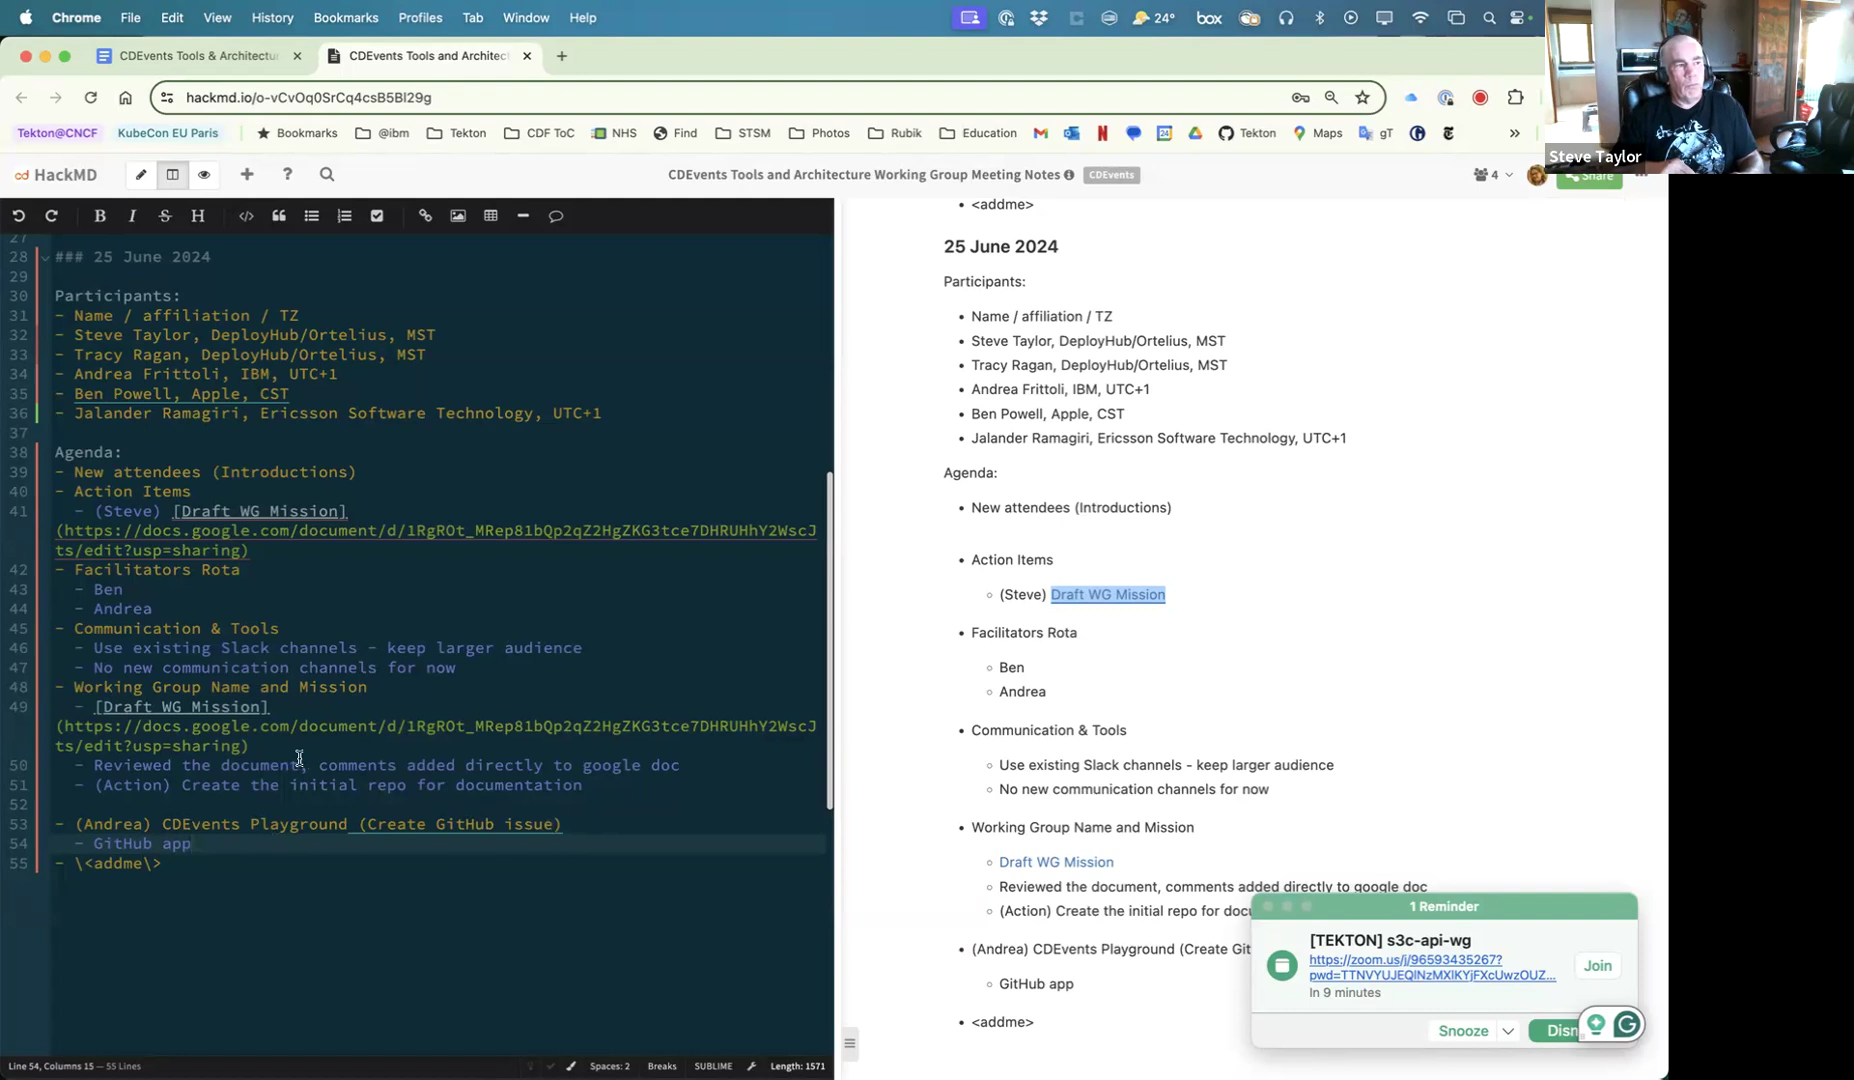 Chrome File Edit View History Bookmarks Profiles Tab Window Help
box 24°
CDEvents Tools & Architectur
CDEvents Tools and Architect
hackmd.io/o-vCvOq0SrCq4csB5Bl29g
Tekton@CNCF KubeCon EU Paris Bookmarks @ibm Tekton CDF ToC NHS Find STSM Photos Rubik Education Tekton Maps gT
Steve Taylor
HackMD
CDEvents Tools and Architecture Working Group Meeting Notes CDEvents
4
Share
27
28 ### 25 June 2024
29
30 Participants:
31 - Name / affiliation / TZ
32 - Steve Taylor, DeployHub/Ortelius, MST
33 - Tracy Ragan, DeployHub/Ortelius, MST
34 - Andrea Frittoli, IBM, UTC+1
35 - Ben Powell, Apple, CST
36 - Jalander Ramagiri, Ericsson Software Technology, UTC+1
37
38 Agenda:
39 - New attendees (Introductions)
40 - Action Items
41 - (Steve) [Draft WG Mission]
(https://docs.google.com/document/d/1RgROt_MRep81bQp2qZ2HgZKG3tce7DHRUHhY2WscJ
ts/edit?usp=sharing)
42 - Facilitators Rota
43 - Ben
44 - Andrea
45 - Communication & Tools
46 - Use existing Slack channels - keep larger audience
47 - No new communication channels for now
48 - Working Group Name and Mission
49 - [Draft WG Mission]
(https://docs.google.com/document/d/1RgROt_MRep81bQp2qZ2HgZKG3tce7DHRUHhY2WscJ
ts/edit?usp=sharing)
50 - Reviewed the document, comments added directly to google doc
51 - (Action) Create the initial repo for documentation
52
53 - (Andrea) CDEvents Playground (Create GitHub issue)
54 - GitHub app
55 - \<addme\>
Line 54, Columns 15 — 55 Lines
Spaces: 2 Breaks SUBLIME Length: 1571
<addme>
25 June 2024
Participants:
Name / affiliation / TZ
Steve Taylor, DeployHub/Ortelius, MST
Tracy Ragan, DeployHub/Ortelius, MST
Andrea Frittoli, IBM, UTC+1
Ben Powell, Apple, CST
Jalander Ramagiri, Ericsson Software Technology, UTC+1
Agenda:
New attendees (Introductions)
Action Items
(Steve) Draft WG Mission
Facilitators Rota
Ben
Andrea
Communication & Tools
Use existing Slack channels - keep larger audience
No new communication channels for now
Working Group Name and Mission
Draft WG Mission
Reviewed the document, comments added directly to google doc
(Action) Create the initial repo for docu
(Andrea) CDEvents Playground (Create Git
GitHub app
<addme>
1 Reminder
[TEKTON] s3c-api-wg
https://zoom.us/j/96593435267?
pwd=TTNVYUJEQlNzMXlKYjFXcUwzOUZ...
In 9 minutes
Join
Snooze
Disn